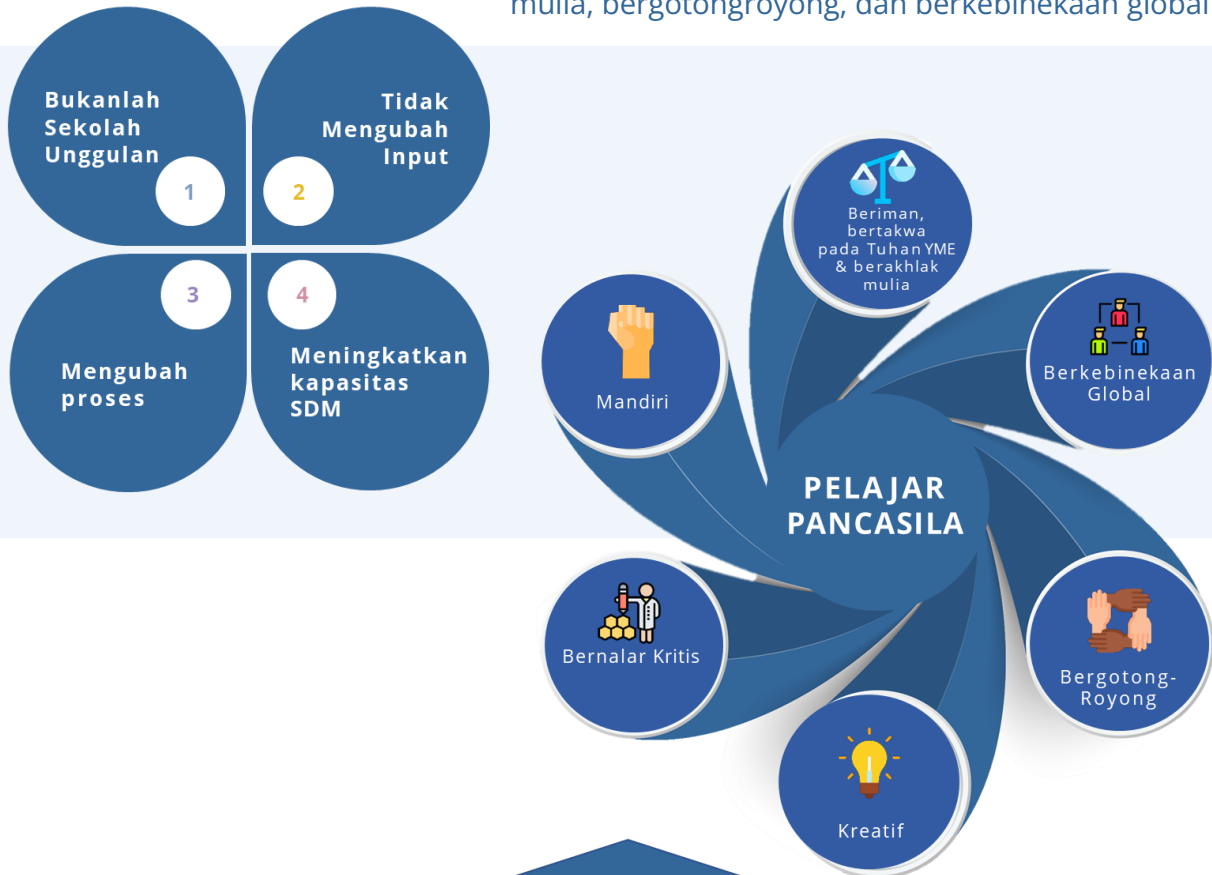 mulia, bergotongroyong, dan berkebinekaan global
Bukanlah
Sekolah
Unggulan
1
Tidak
Mengubah
Input
2
3
Mengubah
proses
4
Meningkatkan
kapasitas
SDM
Beriman,
bertakwa
pada Tuhan YME
& berakhlak
mulia
Berkebinekaan
Global
Mandiri
PELAJAR
PANCASILA
Bernalar Kritis
Bergotong-
Royong
Kreatif